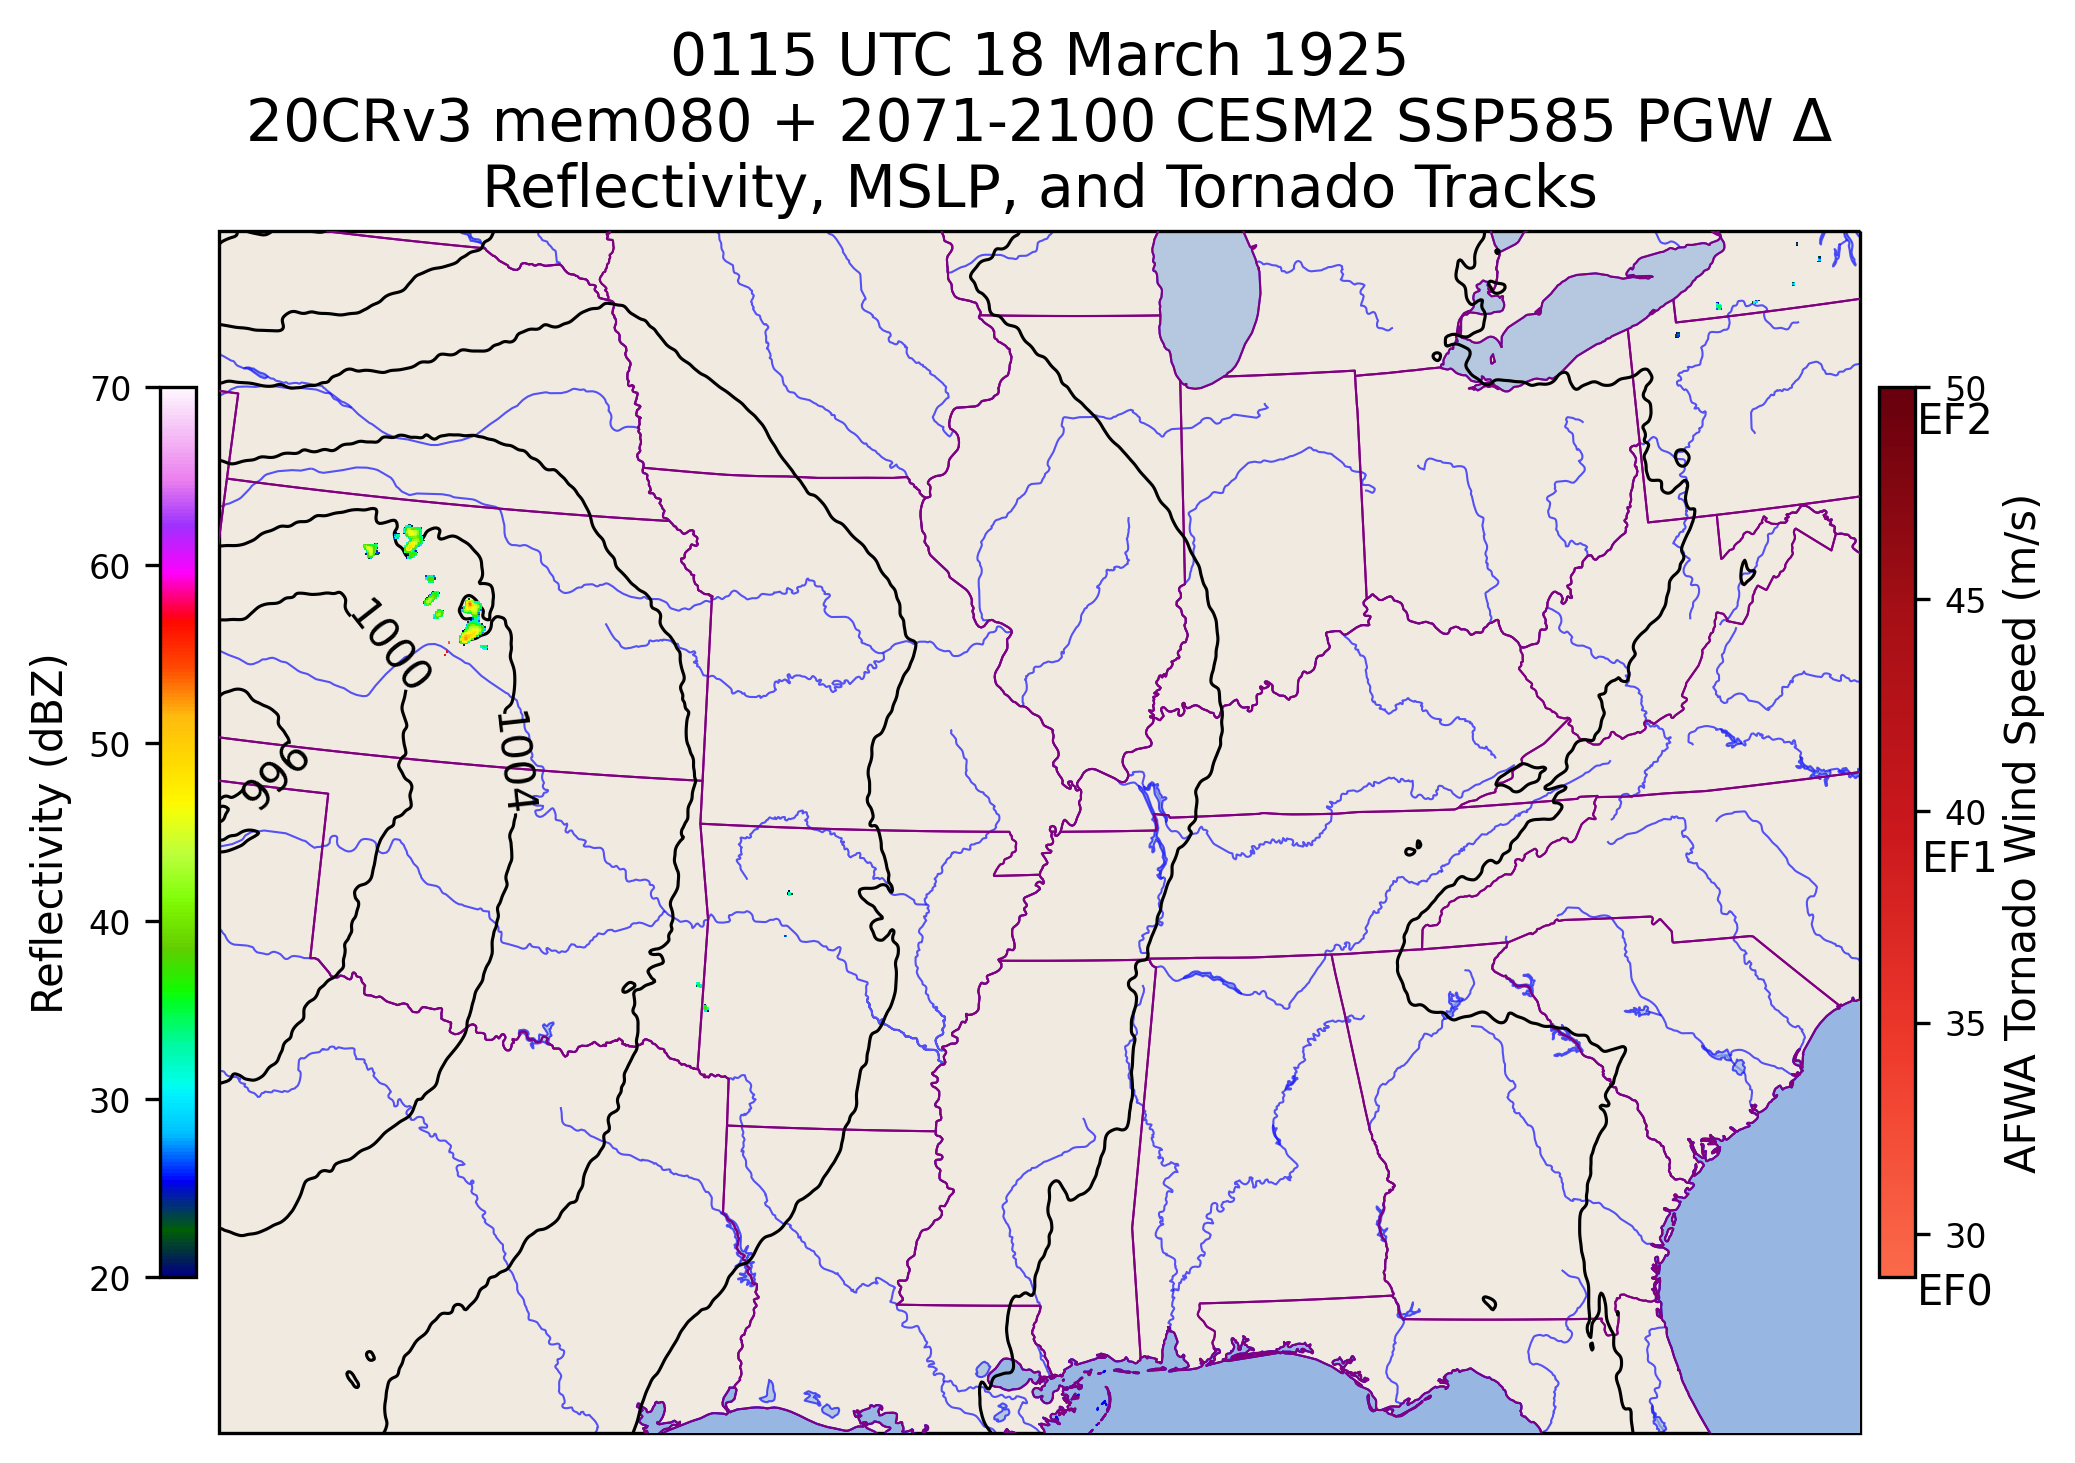 0115 UTC 18 March 1925
20CRv3 mem080 + 2071-2100 CESM2 SSP585 PGW Δ
Reflectivity, MSLP, and Tornado Tracks
Reflectivity (dBZ)
70
60
50
40
30
20
1000
1004
996
50
EF2
45
40
EF1
35
30
EF0
AFWA Tornado Wind Speed (m/s)